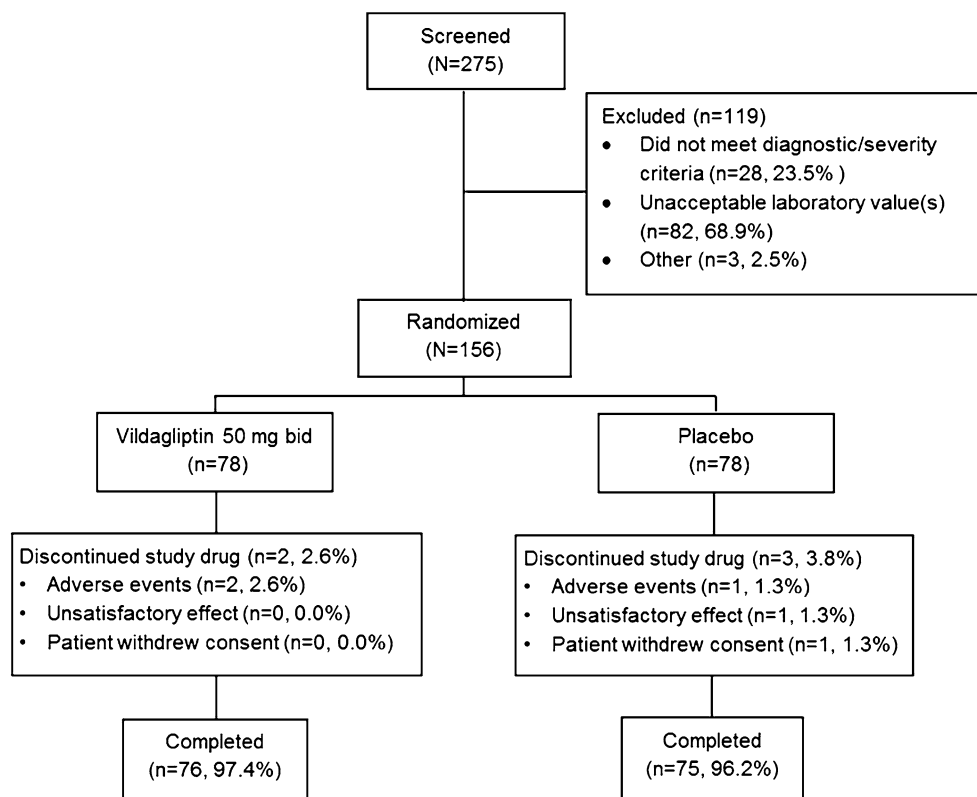 Screened
(N=275)
Excluded (n=119)
• Did not meet diagnostic/severity
criteria (n=28, 23.5% )
• Unacceptable laboratory value(s)
(n=82, 68.9%)
• Other (n=3, 2.5%)
Randomized
(N=156)
Vildagliptin 50 mg bid
(n=78)
Placebo
(n=78)
Discontinued study drug (n=2, 2.6%)
• Adverse events (n=2, 2.6%)
• Unsatisfactory effect (n=0, 0.0%)
• Patient withdrew consent (n=0, 0.0%)
Discontinued study drug (n=3, 3.8%)
• Adverse events (n=1, 1.3%)
• Unsatisfactory effect (n=1, 1.3%)
• Patient withdrew consent (n=1, 1.3%)
Completed
(n=76, 97.4%)
Completed
(n=75, 96.2%)